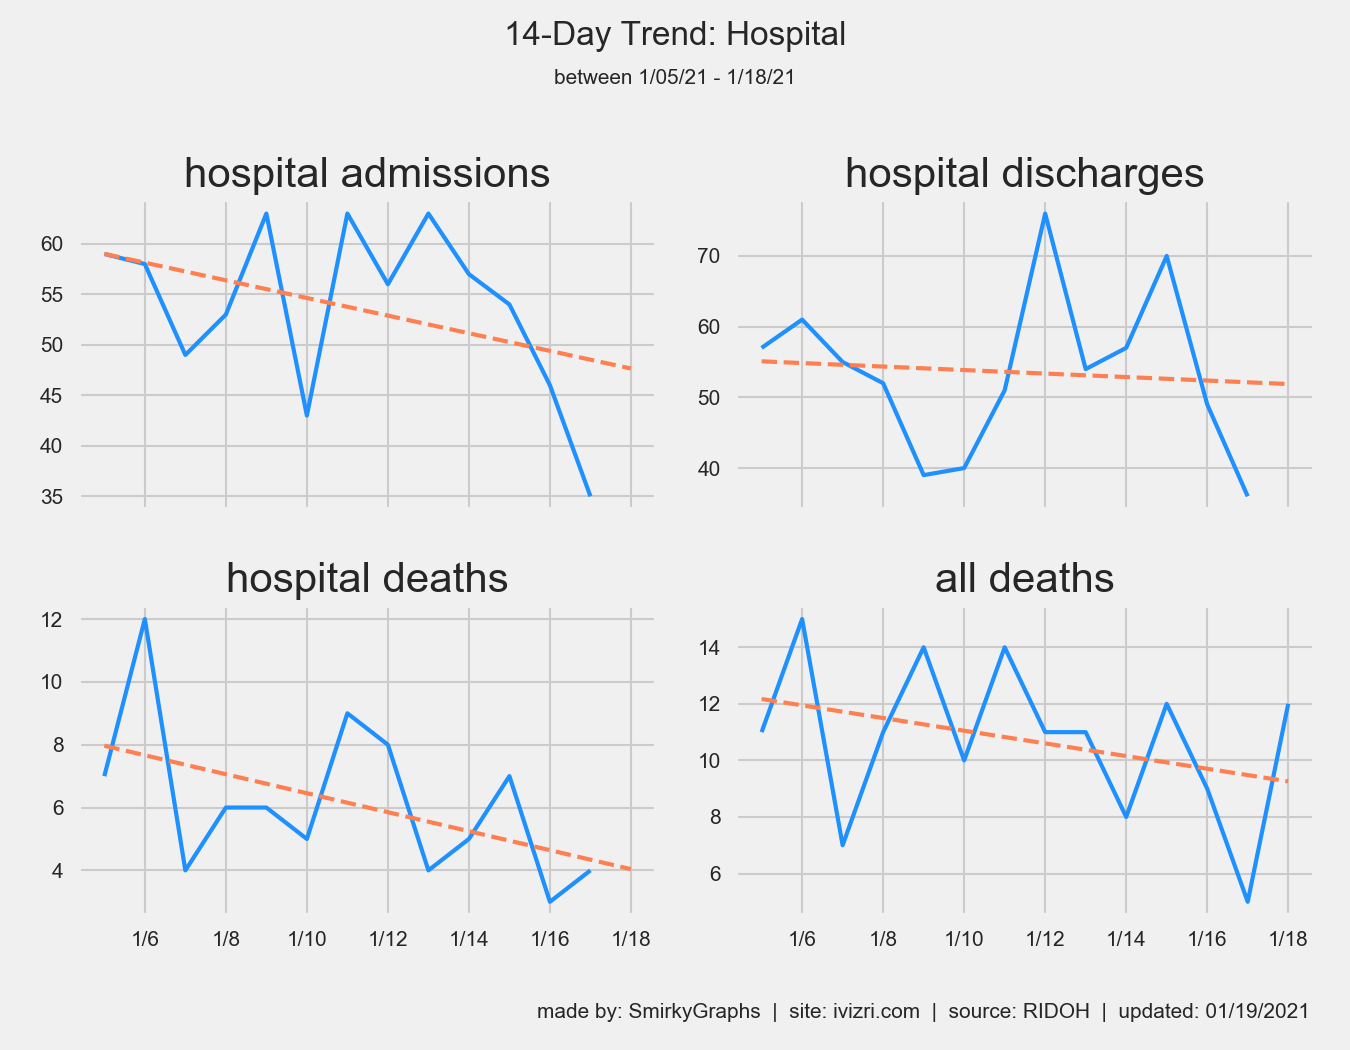 14-Day Trend: Hospital
between 1/05/21 - 1/18/21
hospital admissions
60
55
50
45
40
35
hospital discharges
70
60
50
40
hospital deaths
12
10
8
6
4
1/6 1/8 1/10 1/12 1/14 1/16 1/18
all deaths
14
12
10
8
6
1/6 1/8 1/10 1/12 1/14 1/16 1/18
made by: SmirkyGraphs | site: ivizri.com | source: RIDOH | updated: 01/19/2021